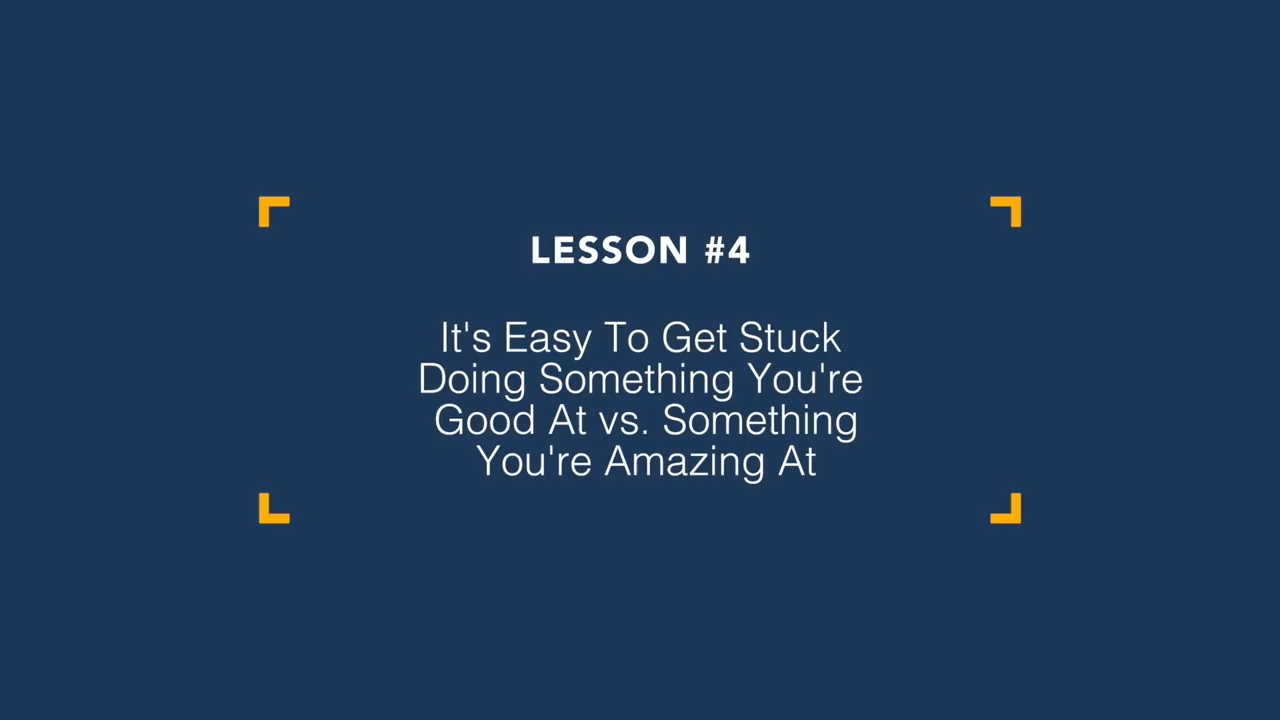 LESSON #4
It's Easy To Get Stuck
Doing Something You're
Good At vs. Something
You're Amazing At